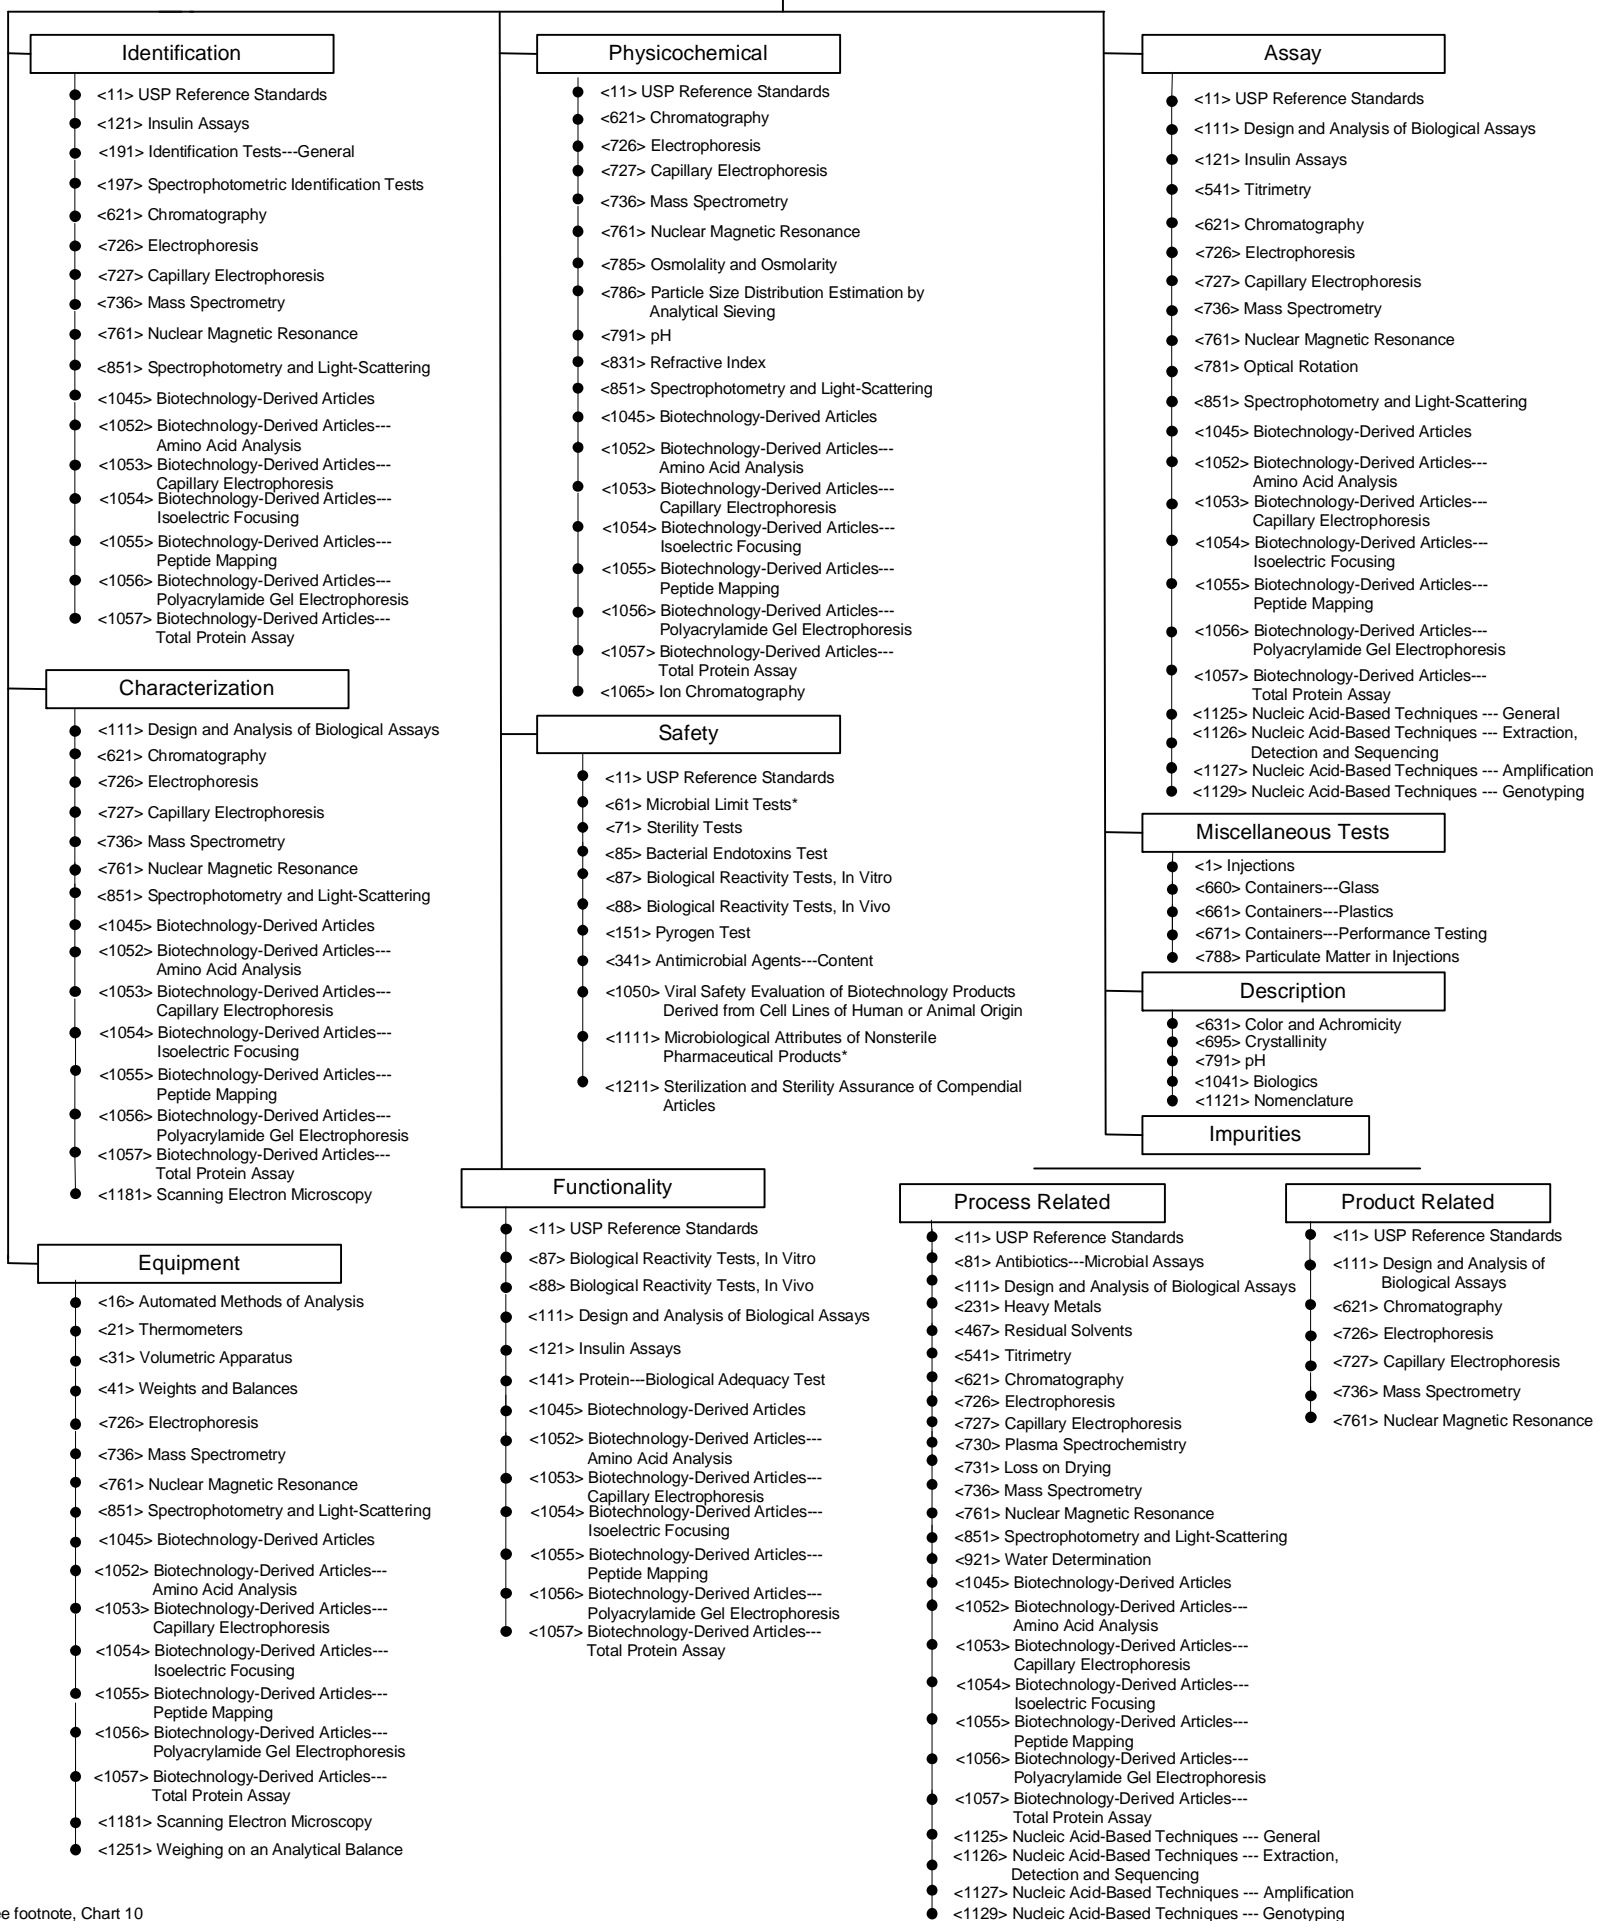 Identification
<11> USP Reference Standards
<121> Insulin Assays
<191> Identification Tests---General
<197> Spectrophotometric Identification Tests
<621> Chromatography
<726> Electrophoresis
<727> Capillary Electrophoresis
<736> Mass Spectrometry
<761> Nuclear Magnetic Resonance
<851> Spectrophotometry and Light-Scattering
<1045> Biotechnology-Derived Articles
<1052> Biotechnology-Derived Articles---
Amino Acid Analysis
<1053> Biotechnology-Derived Articles---
Capillary Electrophoresis
<1054> Biotechnology-Derived Articles---
Isoelectric Focusing
<1055> Biotechnology-Derived Articles---
Peptide Mapping
<1056> Biotechnology-Derived Articles---
Polyacrylamide Gel Electrophoresis
<1057> Biotechnology-Derived Articles---
Total Protein Assay
Characterization
<111> Design and Analysis of Biological Assays
<621> Chromatography
<726> Electrophoresis
<727> Capillary Electrophoresis
<736> Mass Spectrometry
<761> Nuclear Magnetic Resonance
<851> Spectrophotometry and Light-Scattering
<1045> Biotechnology-Derived Articles
<1052> Biotechnology-Derived Articles---
Amino Acid Analysis
<1053> Biotechnology-Derived Articles---
Capillary Electrophoresis
<1054> Biotechnology-Derived Articles---
Isoelectric Focusing
<1055> Biotechnology-Derived Articles---
Peptide Mapping
<1056> Biotechnology-Derived Articles---
Polyacrylamide Gel Electrophoresis
<1057> Biotechnology-Derived Articles---
Total Protein Assay
<1181> Scanning Electron Microscopy
Equipment
<16> Automated Methods of Analysis
<21> Thermometers
<31> Volumetric Apparatus
<41> Weights and Balances
<726> Electrophoresis
<736> Mass Spectrometry
<761> Nuclear Magnetic Resonance
<851> Spectrophotometry and Light-Scattering
<1045> Biotechnology-Derived Articles
<1052> Biotechnology-Derived Articles---
Amino Acid Analysis
<1053> Biotechnology-Derived Articles---
Capillary Electrophoresis
<1054> Biotechnology-Derived Articles---
Isoelectric Focusing
<1055> Biotechnology-Derived Articles---
Peptide Mapping
<1056> Biotechnology-Derived Articles---
Polyacrylamide Gel Electrophoresis
<1057> Biotechnology-Derived Articles---
Total Protein Assay
<1181> Scanning Electron Microscopy
<1251> Weighing on an Analytical Balance
Physicochemical
<11> USP Reference Standards
<621> Chromatography
<726> Electrophoresis
<727> Capillary Electrophoresis
<736> Mass Spectrometry
<761> Nuclear Magnetic Resonance
<785> Osmolality and Osmolarity
<786> Particle Size Distribution Estimation by
Analytical Sieving
<791> pH
<831> Refractive Index
<851> Spectrophotometry and Light-Scattering
<1045> Biotechnology-Derived Articles
<1052> Biotechnology-Derived Articles---
Amino Acid Analysis
<1053> Biotechnology-Derived Articles---
Capillary Electrophoresis
<1054> Biotechnology-Derived Articles---
Isoelectric Focusing
<1055> Biotechnology-Derived Articles---
Peptide Mapping
<1056> Biotechnology-Derived Articles---
Polyacrylamide Gel Electrophoresis
<1057> Biotechnology-Derived Articles---
Total Protein Assay
<1065> Ion Chromatography
Safety
<11> USP Reference Standards
<61> Microbial Limit Tests*
<71> Sterility Tests
<85> Bacterial Endotoxins Test
<87> Biological Reactivity Tests, In Vitro
<88> Biological Reactivity Tests, In Vivo
<151> Pyrogen Test
<341> Antimicrobial Agents---Content
<1050> Viral Safety Evaluation of Biotechnology Products
Derived from Cell Lines of Human or Animal Origin
<1111> Microbiological Attributes of Nonsterile
Pharmaceutical Products*
<1211> Sterilization and Sterility Assurance of Compendial
Articles
Functionality
<11> USP Reference Standards
<87> Biological Reactivity Tests, In Vitro
<88> Biological Reactivity Tests, In Vivo
<111> Design and Analysis of Biological Assays
<121> Insulin Assays
<141> Protein---Biological Adequacy Test
<1045> Biotechnology-Derived Articles
<1052> Biotechnology-Derived Articles---
Amino Acid Analysis
<1053> Biotechnology-Derived Articles---
Capillary Electrophoresis
<1054> Biotechnology-Derived Articles---
Isoelectric Focusing
<1055> Biotechnology-Derived Articles---
Peptide Mapping
<1056> Biotechnology-Derived Articles---
Polyacrylamide Gel Electrophoresis
<1057> Biotechnology-Derived Articles---
Total Protein Assay
Assay
<11> USP Reference Standards
<111> Design and Analysis of Biological Assays
<121> Insulin Assays
<541> Titrimetry
<621> Chromatography
<726> Electrophoresis
<727> Capillary Electrophoresis
<736> Mass Spectrometry
<761> Nuclear Magnetic Resonance
<781> Optical Rotation
<851> Spectrophotometry and Light-Scattering
<1045> Biotechnology-Derived Articles
<1052> Biotechnology-Derived Articles---
Amino Acid Analysis
<1053> Biotechnology-Derived Articles---
Capillary Electrophoresis
<1054> Biotechnology-Derived Articles---
Isoelectric Focusing
<1055> Biotechnology-Derived Articles---
Peptide Mapping
<1056> Biotechnology-Derived Articles---
Polyacrylamide Gel Electrophoresis
<1057> Biotechnology-Derived Articles---
Total Protein Assay
<1125> Nucleic Acid-Based Techniques --- General
<1126> Nucleic Acid-Based Techniques --- Extraction,
Detection and Sequencing
<1127> Nucleic Acid-Based Techniques --- Amplification
<1129> Nucleic Acid-Based Techniques --- Genotyping
Miscellaneous Tests
<1> Injections
<660> Containers---Glass
<661> Containers---Plastics
<671> Containers---Performance Testing
<788> Particulate Matter in Injections
Description
<631> Color and Achromicity
<695> Crystallinity
<791> pH
<1041> Biologics
<1121> Nomenclature
Impurities
Process Related
<11> USP Reference Standards
<81> Antibiotics---Microbial Assays
<111> Design and Analysis of Biological Assays
<231> Heavy Metals
<467> Residual Solvents
<541> Titrimetry
<621> Chromatography
<726> Electrophoresis
<727> Capillary Electrophoresis
<730> Plasma Spectrochemistry
<731> Loss on Drying
<736> Mass Spectrometry
<761> Nuclear Magnetic Resonance
<851> Spectrophotometry and Light-Scattering
<921> Water Determination
<1045> Biotechnology-Derived Articles
<1052> Biotechnology-Derived Articles---
Amino Acid Analysis
<1053> Biotechnology-Derived Articles---
Capillary Electrophoresis
<1054> Biotechnology-Derived Articles---
Isoelectric Focusing
<1055> Biotechnology-Derived Articles---
Peptide Mapping
<1056> Biotechnology-Derived Articles---
Polyacrylamide Gel Electrophoresis
<1057> Biotechnology-Derived Articles---
Total Protein Assay
<1125> Nucleic Acid-Based Techniques --- General
<1126> Nucleic Acid-Based Techniques --- Extraction,
Detection and Sequencing
<1127> Nucleic Acid-Based Techniques --- Amplification
<1129> Nucleic Acid-Based Techniques --- Genotyping
Product Related
<11> USP Reference Standards
<111> Design and Analysis of
Biological Assays
<621> Chromatography
<726> Electrophoresis
<727> Capillary Electrophoresis
<736> Mass Spectrometry
<761> Nuclear Magnetic Resonance
footnote, Chart 10